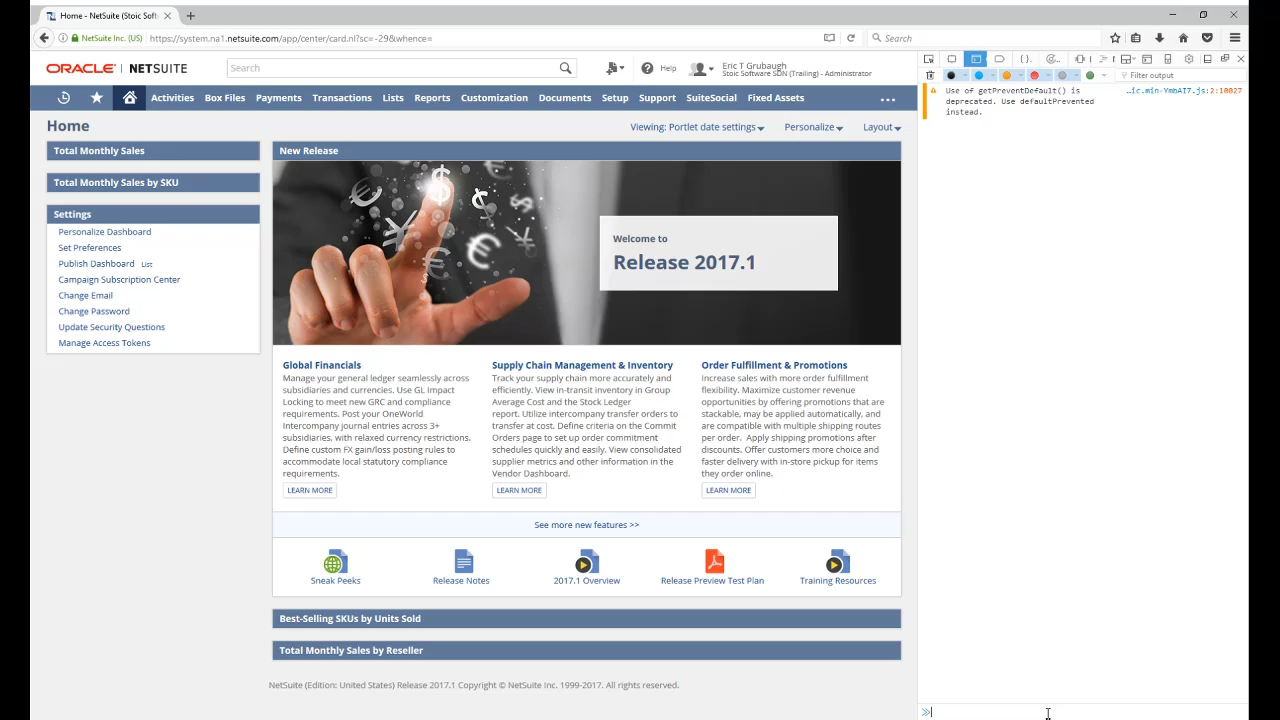 Home - NetSuite (Stoic Soft
NetSuite Inc. (US) https://system.na1.netsuite.com/app/center/card.nl?sc=-29&whence=
Search
ORACLE NETSUITE
Search
Help
Eric T Grubaugh
Stoic Software SDN (Trailing) - Administrator
Activities Box Files Payments Transactions Lists Reports Customization Documents Setup Support SuiteSocial Fixed Assets
Home
Viewing: Portlet date settings Personalize Layout
Total Monthly Sales
Total Monthly Sales by SKU
Settings
Personalize Dashboard
Set Preferences
Publish Dashboard List
Campaign Subscription Center
Change Email
Change Password
Update Security Questions
Manage Access Tokens
New Release
Welcome to
Release 2017.1
Global Financials
Manage your general ledger seamlessly across
subsidiaries and currencies. Use GL Impact
Locking to meet new GRC and compliance
requirements. Post your OneWorld
Intercompany journal entries across 3+
subsidiaries, with relaxed currency restrictions.
Define custom FX gain/loss posting rules to
accommodate local statutory compliance
requirements.
LEARN MORE
Supply Chain Management & Inventory
Track your supply chain more accurately and
efficiently. View in-transit inventory in Group
Average Cost and the Stock Ledger
report. Utilize intercompany transfer orders to
transfer at cost. Define criteria on the Commit
Orders page to set up order commitment
schedules quickly and easily. View consolidated
supplier metrics and other information in the
Vendor Dashboard.
LEARN MORE
Order Fulfillment & Promotions
Increase sales with more order fulfillment
flexibility. Maximize customer revenue
opportunities by offering promotions that are
stackable, may be applied automatically, and
are compatible with multiple shipping routes
per order. Apply shipping promotions after
discounts. Offer customers more choice and
faster delivery with in-store pickup for items
they order online.
LEARN MORE
See more new features >>
Sneak Peeks
Release Notes
2017.1 Overview
Release Preview Test Plan
Training Resources
Best-Selling SKUs by Units Sold
Total Monthly Sales by Reseller
NetSuite (Edition: United States) Release 2017.1 Copyright © NetSuite Inc. 1999-2017. All rights reserved.
Filter output
Use of getPreventDefault() is
deprecated. Use defaultPrevented
instead.
…ic.min-YmbAI7.js:2:10027